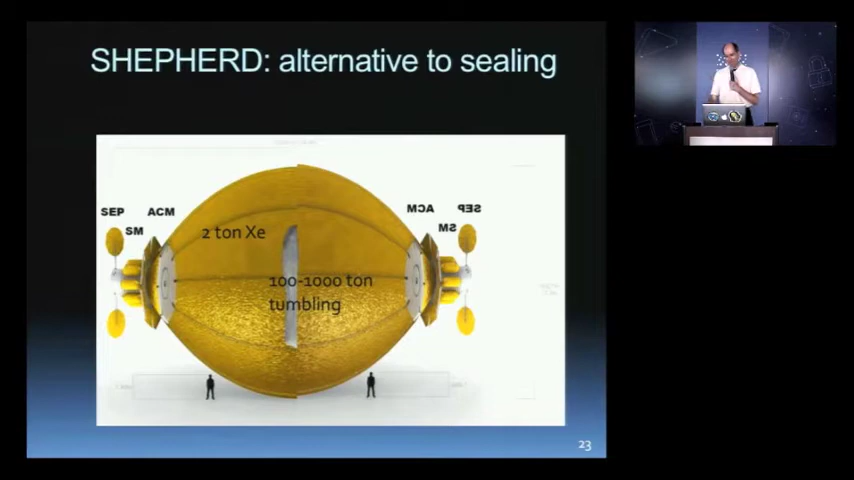 SHEPHERD: alternative to sealing
SEP ACM
SM
2 ton Xe
100-1000 ton
tumbling
ACM SEP
SM
23